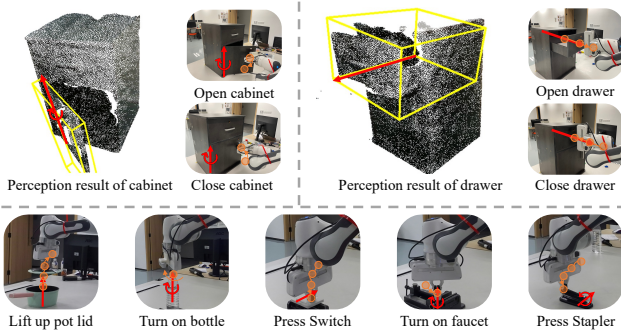 Open cabinet
Close cabinet
Perception result of cabinet
Open drawer
Close drawer
Perception result of drawer
Lift up pot lid
Turn on bottle
Press Switch
Turn on faucet
Press Stapler